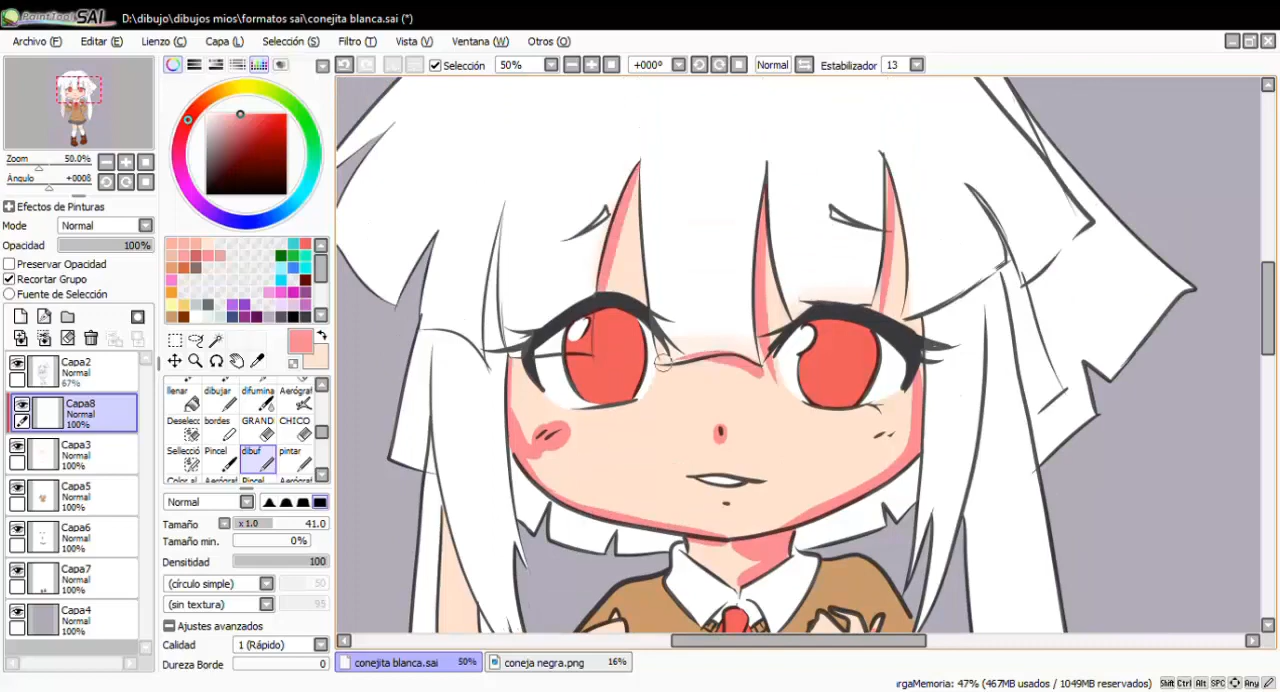 PaintTool SAI D:\dibujo\dibujos mios\formatos sai\conejita blanca.sai (*)
Archivo (F) Editar (E) Lienzo (C) Capa (L) Selección (S) Filtro (T) Vista (V) Ventana (W) Otros (O)
Selección 50% +000º Normal Estabilizador 13
Zoom 50.0%
Ángulo +000ß
Efectos de Pinturas
Modo Normal
Opacidad 100%
Preservar Opacidad
Recortar Grupo
Fuente de Selección
Capa2
Normal
67%
Capa8
Normal
100%
Capa3
Normal
100%
Capa5
Normal
100%
Capa6
Normal
100%
Capa7
Normal
100%
Capa4
Normal
100%
llenar dibujar difumina Aeróg
Deselecc bordes GRAND CHICO
Selecció Pincel dibuf pintar
Normal
Tamaño x 1.0 41.0
Tamaño min. 0%
Densidad 100
(círculo simple) 50
(sin textura) 95
Ajustes avanzados
Calidad 1 (Rápido)
Dureza Borde 0
conejita blanca.sai 50% coneja negra.png 16%
ırgaMemoria: 47% (467MB usados / 1049MB reservados) Shift Ctrl Alt SPC Any